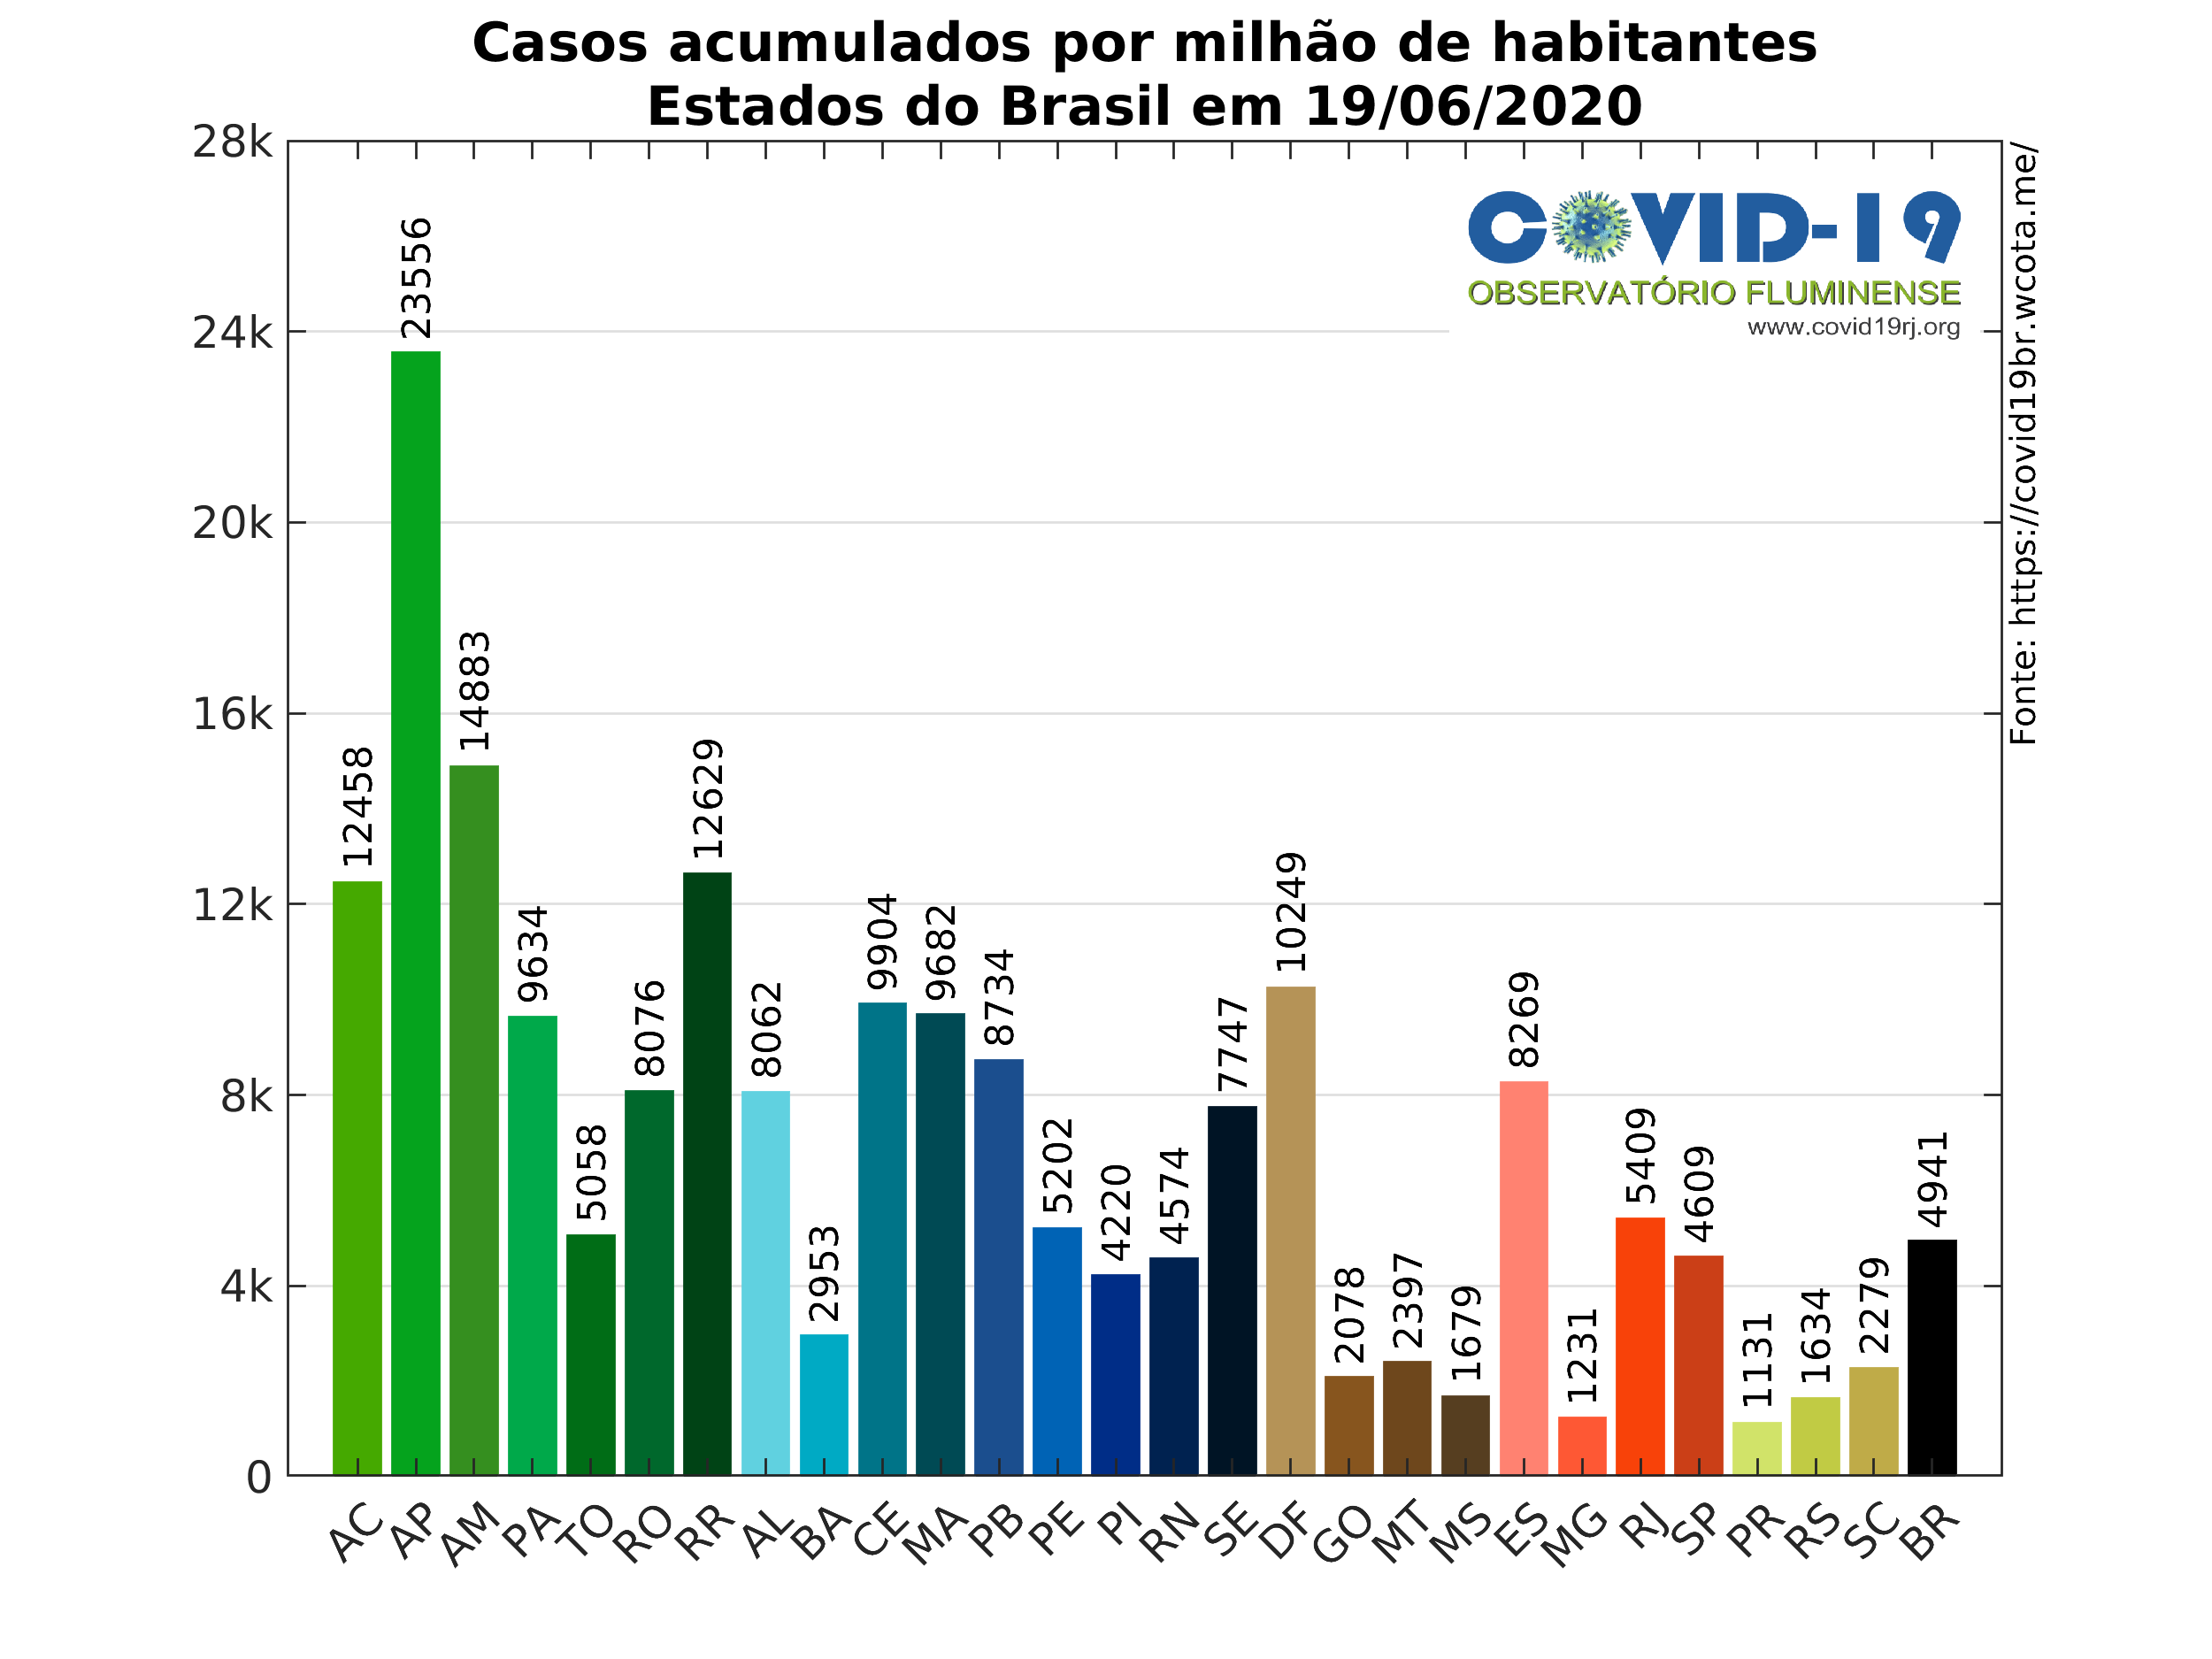 Casos acumulados por milhão de habitantes
Estados do Brasil em 19/06/2020
28k
24k
20k
16k
12k
8k
4k
0
COVID-19
OBSERVATÓRIO FLUMINENSE
www.covid19rj.org
Fonte: https://covid19br.wcota.me/
12458
23556
14883
9634
5058
8076
12629
8062
2953
9904
9682
8734
5202
4220
4574
7747
10249
2078
2397
1679
8269
1231
5409
4609
1131
1634
2279
4941
AC AP AM PA TO RO RR AL BA CE MA PB PE PI RN SE DF GO MT MS ES MG RJ SP PR RS SC BR